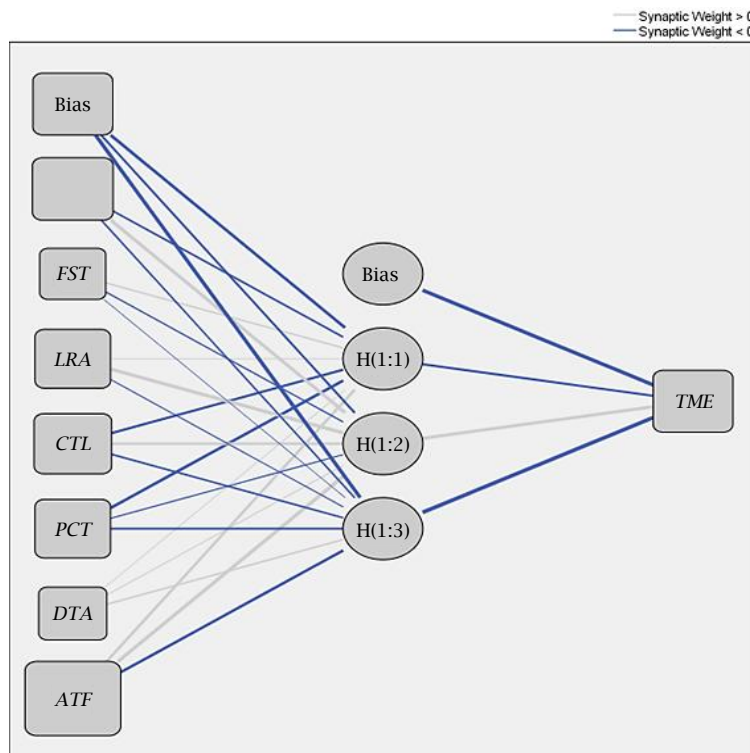 Synaptic Weight > 0
Synaptic Weight < 0
Bias
FST
LRA
CTL
PCT
DTA
ATF
Bias
H(1:1)
H(1:2)
H(1:3)
TME